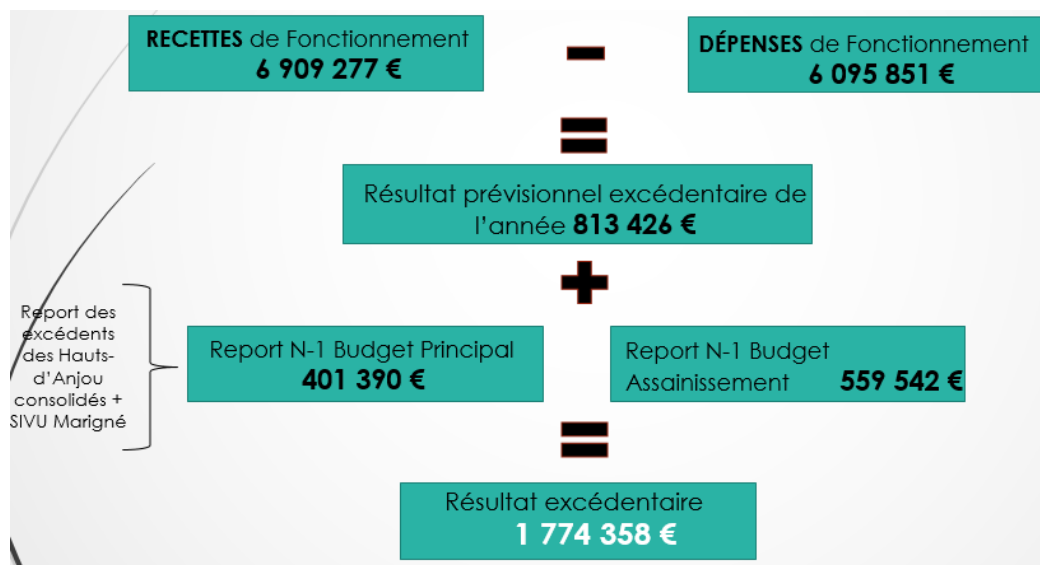 RECETTES de Fonctionnement
6 909 277 €
DÉPENSES de Fonctionnement
6 095 851 €
Résultat prévisionnel excédentaire de
l'année 813 426 €
Report des
excédents
des Hauts-
d'Anjou
consolidés +
SIVU Marigné
Report N-1 Budget Principal
401 390 €
Report N-1 Budget
Assainissement 559 542 €
Résultat excédentaire
1 774 358 €